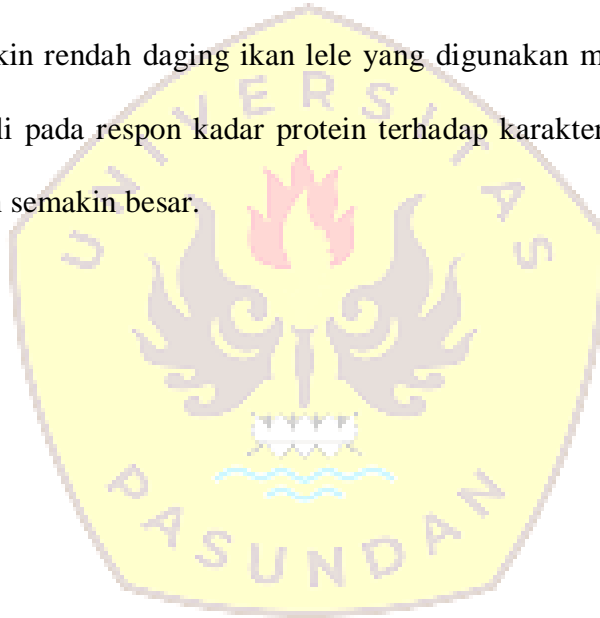 kin rendah daging ikan lele yang digunakan m
li pada respon kadar protein terhadap karakter
n semakin besar.
UNIVERSITAS
PASUNDAN